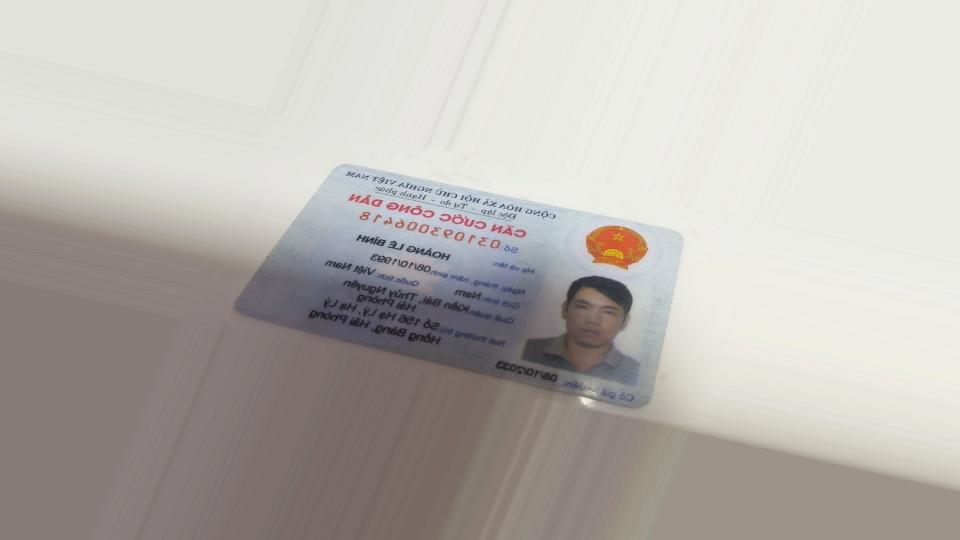 CỘNG HÒA XÃ HỘI CHỦ NGHĨA VIỆT NAM
Độc lập - Tự do - Hạnh phúc
CĂN CƯỚC CÔNG DÂN
Số: 031093006418
Họ và tên:
HOÀNG LÊ BÌNH
Ngày, tháng, năm sinh: 08/10/1993
Giới tính: Nam Quốc tịch: Việt Nam
Quê quán: Kiền Bái, Thủy Nguyên
Hải Phòng
Nơi thường trú: Số 156 Hạ Lý, Hạ Lý
Hồng Bàng, Hải Phòng
Có giá trị đến: 08/10/2033